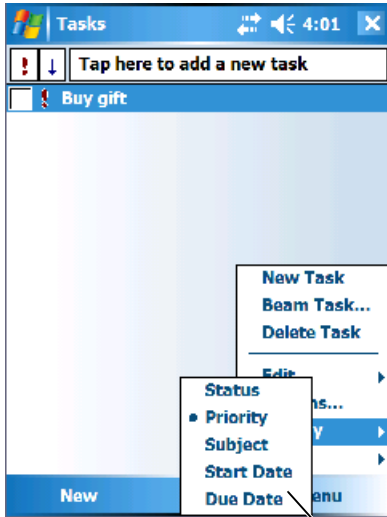 Tasks 4:01
Tap here to add a new task
Buy gift
New Task
Beam Task...
Delete Task
Edit
Status
Priority
Subject
Start Date
Due Date
New